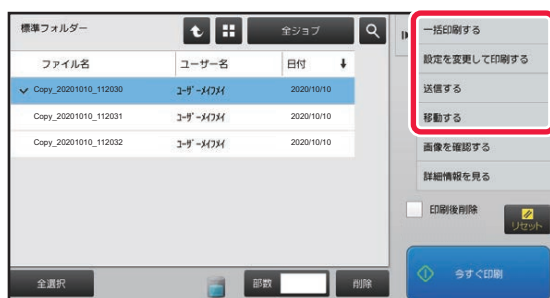 標準フォルダー
全ジョブ
ファイル名 ユーザー名 日付
Copy_20201010_112030 ユーザーメイメイ 2020/10/10
Copy_20201010_112031 ユーザーメイメイ 2020/10/10
Copy_20201010_112032 ユーザーメイメイ 2020/10/10
全選択
部数
削除
一括印刷する
設定を変更して印刷する
送信する
移動する
画像を確認する
詳細情報を見る
印刷後削除
リセット
今すぐ印刷